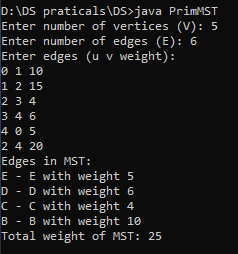 D:\DS praticals\DS>java PrimMST
Enter number of vertices (V): 5
Enter number of edges (E): 6
Enter edges (u v weight):
0 1 10
1 2 15
2 3 4
3 4 6
4 0 5
2 4 20
Edges in MST:
E - E with weight 5
D - D with weight 6
C - C with weight 4
B - B with weight 10
Total weight of MST: 25